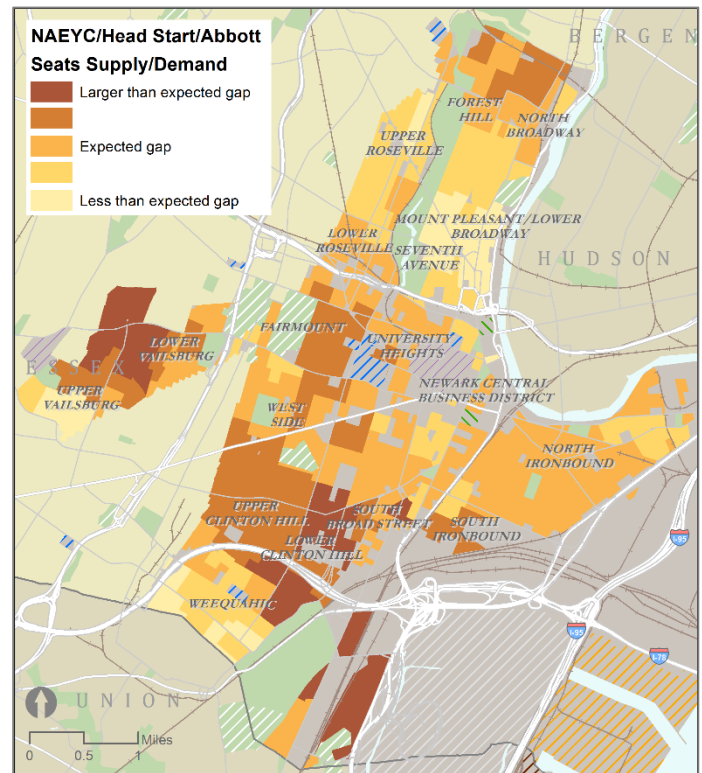 NAEYC/Head Start/Abbott
Seats Supply/Demand
Larger than expected gap
Expected gap
Less than expected gap
BERGEN
FOREST
HILL
NORTH
BROADWAY
UPPER
ROSEVILLE
MOUNT PLEASANT/LOWER
BROADWAY
LOWER
ROSEVILLE
SEVENTH
AVENUE
HUDSON
FAIRMOUNT
UNIVERSITY
HEIGHTS
LOWER
VAILSBURG
ESSEX
UPPER
VAILSBURG
NEWARK CENTRAL
BUSINESS DISTRICT
WEST
SIDE
NORTH
IRONBOUND
UPPER
CLINTON HILL
SOUTH
BROAD STREET
SOUTH
IRONBOUND
LOWER
CLINTON HILL
I-95
WEEQUAHIC
I-95
I-78
UNION
Miles
0 0.5 1